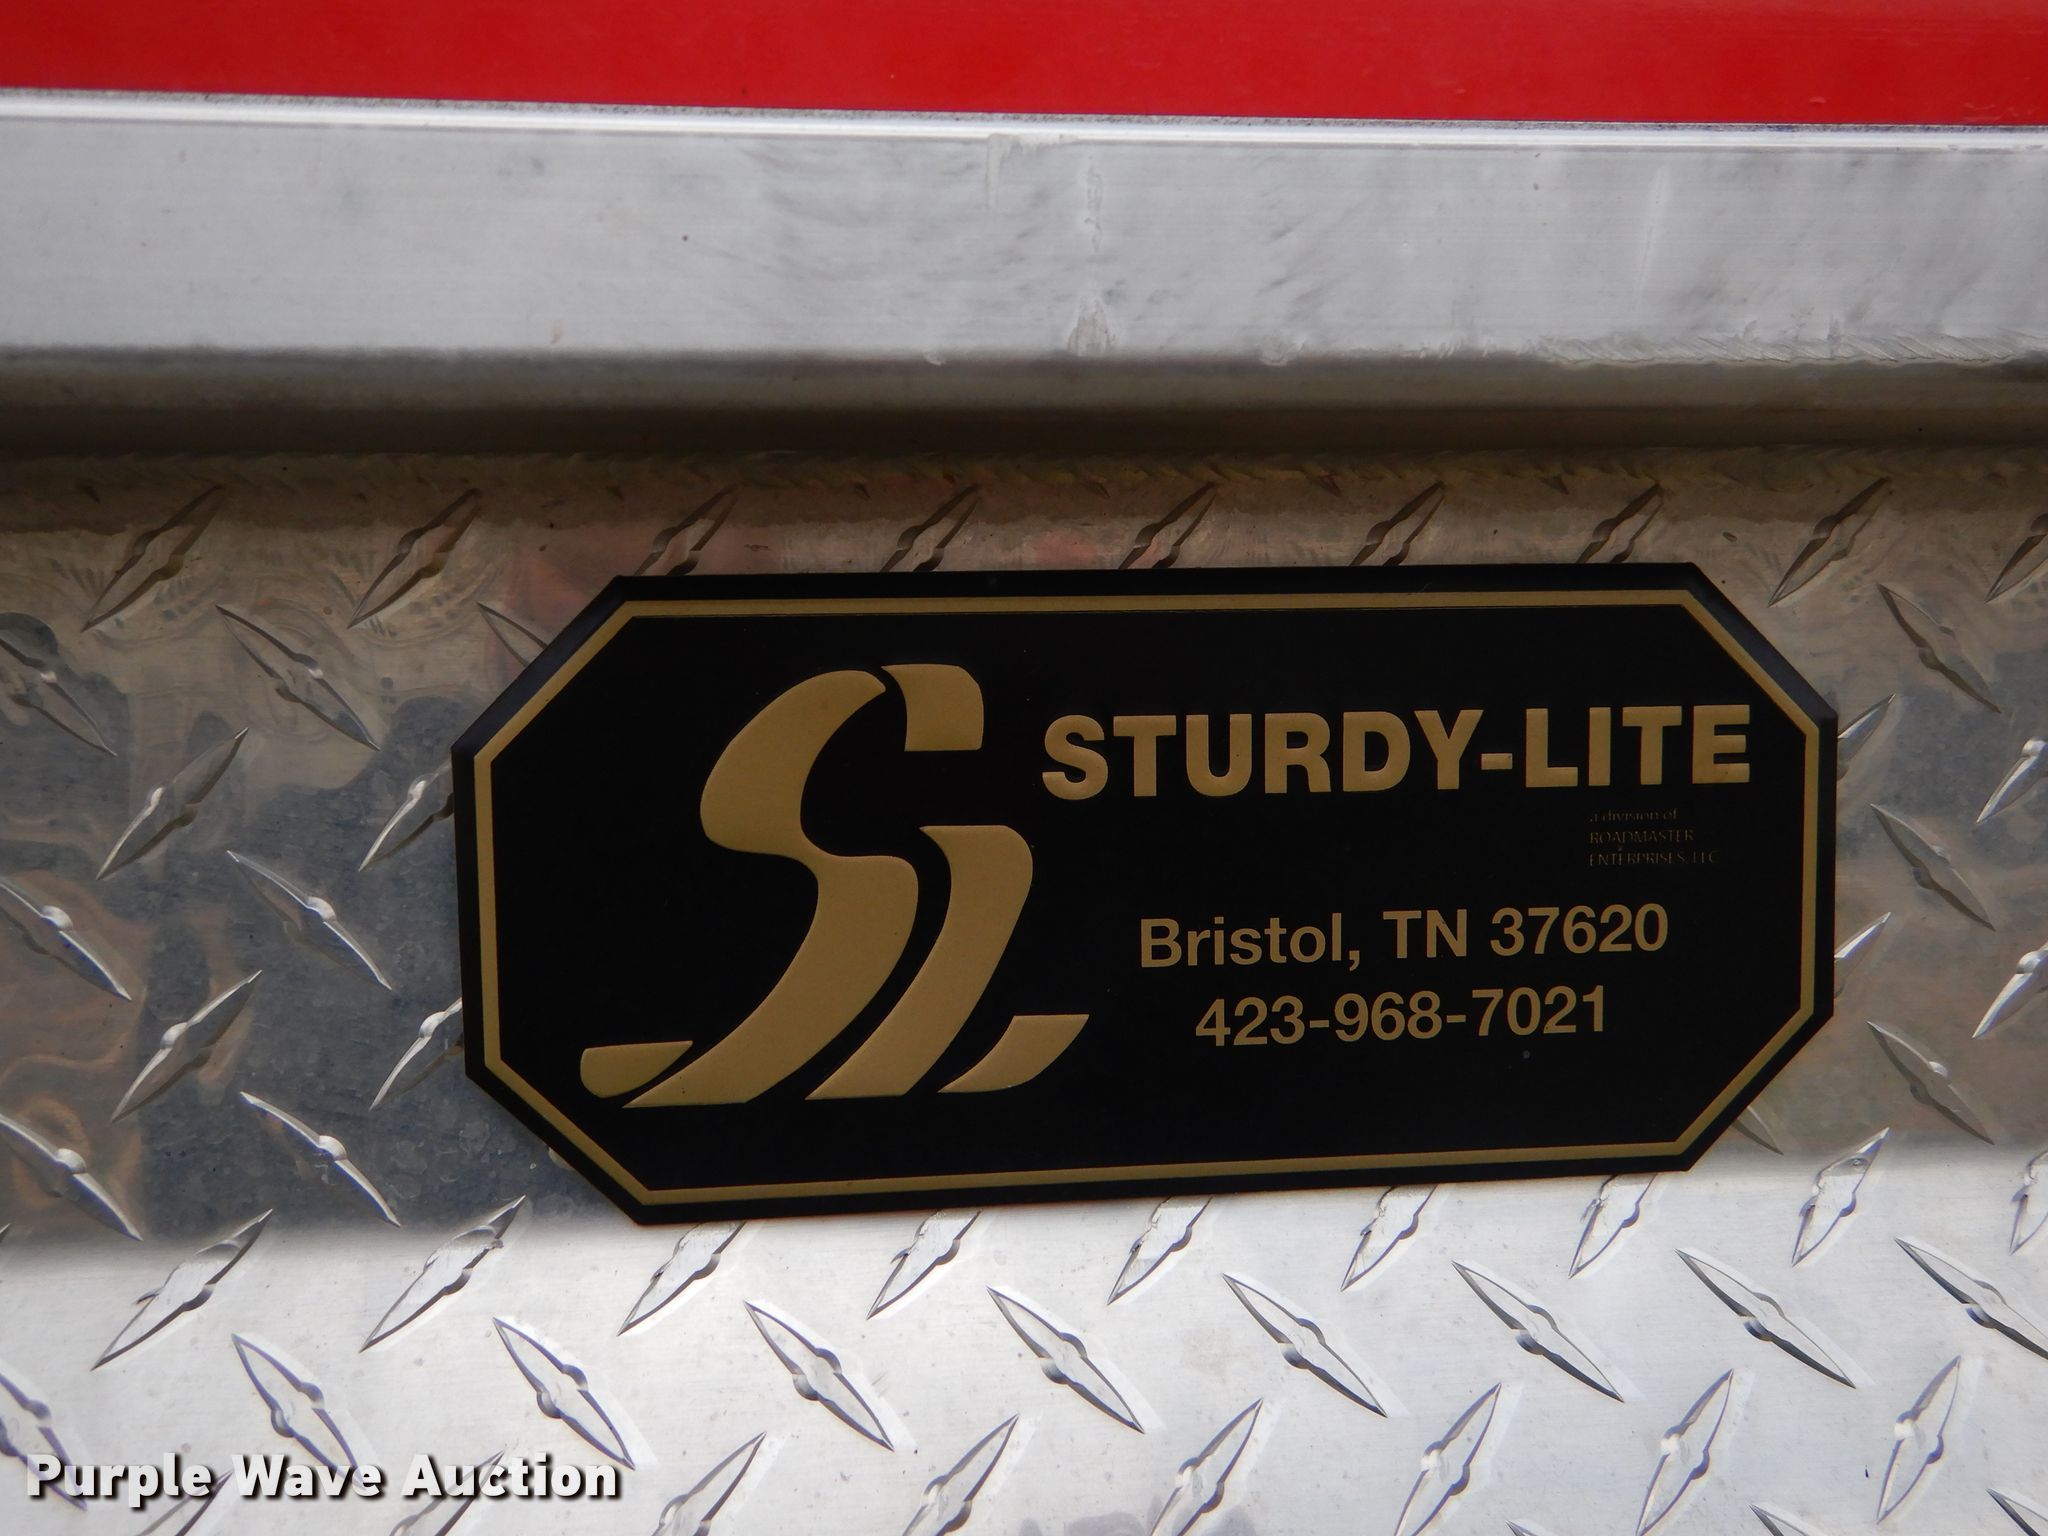 SL
STURDY-LITE
a division of
ROADMASTER
ENTERPRISES, LLC
Bristol, TN 37620
423-968-7021
Purple Wave Auction